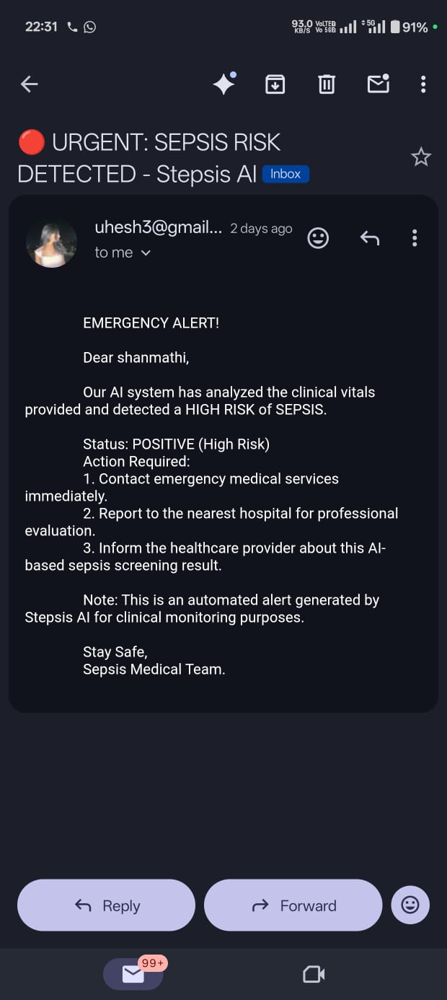 22:31
93.0 KB/S VoLTED Vo 5GD 5G 91%
🔴 URGENT: SEPSIS RISK
DETECTED - Stepsis AI Inbox
uhesh3@gmail... 2 days ago
to me
EMERGENCY ALERT!
Dear shanmathi,
Our AI system has analyzed the clinical vitals
provided and detected a HIGH RISK of SEPSIS.
Status: POSITIVE (High Risk)
Action Required:
1. Contact emergency medical services
immediately.
2. Report to the nearest hospital for professional
evaluation.
3. Inform the healthcare provider about this AI-
based sepsis screening result.
Note: This is an automated alert generated by
Stepsis AI for clinical monitoring purposes.
Stay Safe,
Sepsis Medical Team.
Reply
Forward
99+